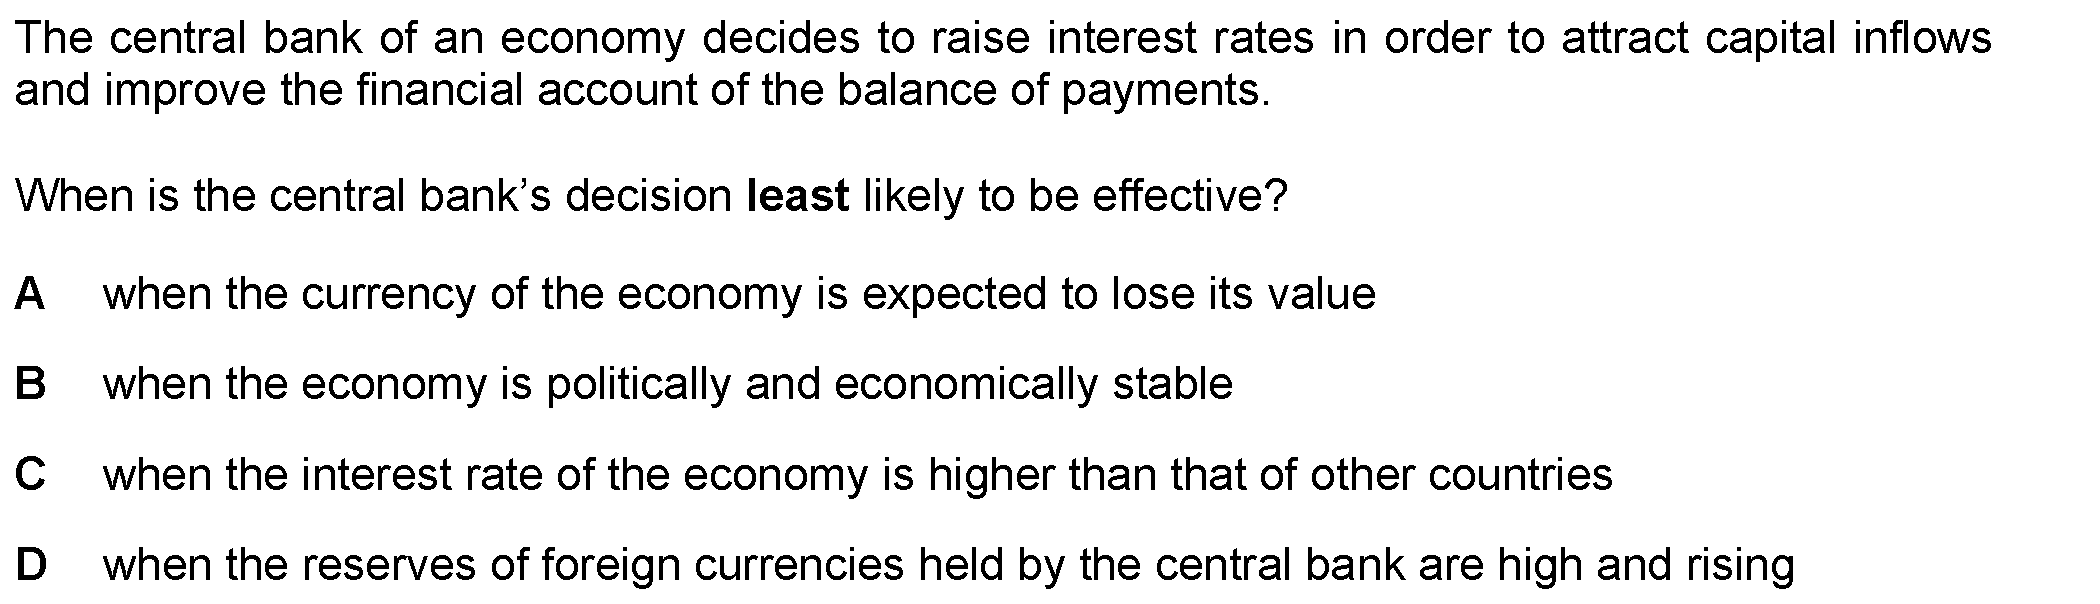 The central bank of an economy decides to raise interest rates in order to attract capital inflows
and improve the financial account of the balance of payments.
When is the central bank’s decision least likely to be effective?
A when the currency of the economy is expected to lose its value
B when the economy is politically and economically stable
C when the interest rate of the economy is higher than that of other countries
D when the reserves of foreign currencies held by the central bank are high and rising